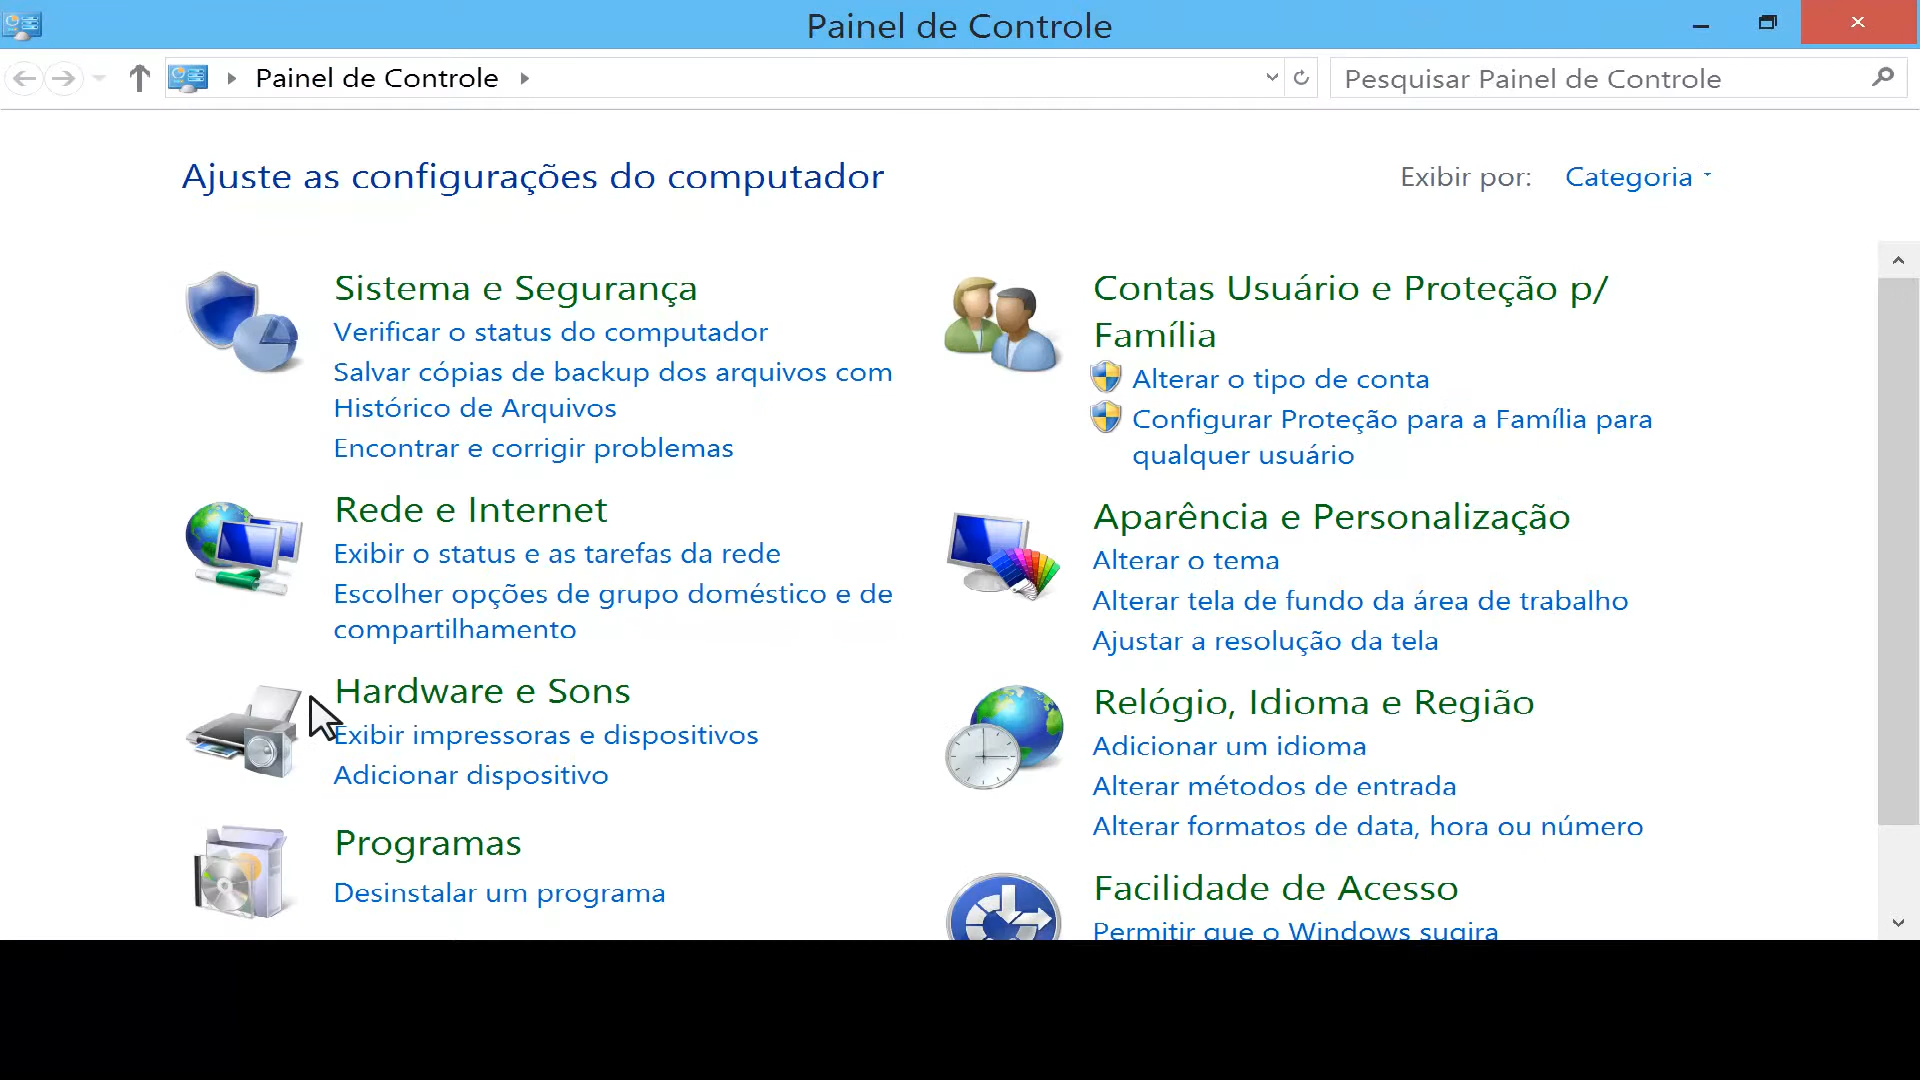 Painel de Controle
Painel de Controle
Pesquisar Painel de Controle
Ajuste as configurações do computador
Exibir por: Categoria
Sistema e Segurança
Verificar o status do computador
Salvar cópias de backup dos arquivos com
Histórico de Arquivos
Encontrar e corrigir problemas
Rede e Internet
Exibir o status e as tarefas da rede
Escolher opções de grupo doméstico e de
compartilhamento
Hardware e Sons
Exibir impressoras e dispositivos
Adicionar dispositivo
Programas
Desinstalar um programa
Contas Usuário e Proteção p/
Família
Alterar o tipo de conta
Configurar Proteção para a Família para
qualquer usuário
Aparência e Personalização
Alterar o tema
Alterar tela de fundo da área de trabalho
Ajustar a resolução da tela
Relógio, Idioma e Região
Adicionar um idioma
Alterar métodos de entrada
Alterar formatos de data, hora ou número
Facilidade de Acesso
Permitir que o Windows sugira